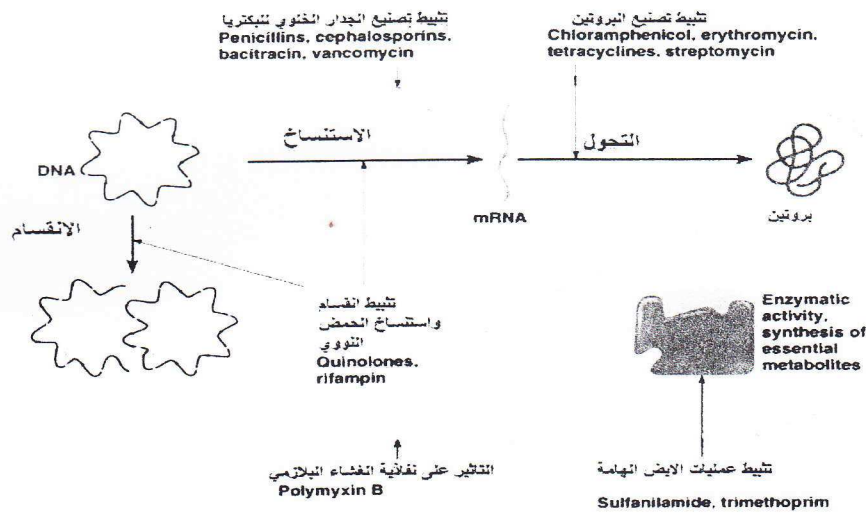 تثبيط تصنيع الجدار الخلوي للبكتريا
Penicillins, cephalosporins,
bacitracin, vancomycin
تثبيط تصنيع البروتين
Chloramphenicol, erythromycin,
tetracyclines, streptomycin
الاستنساخ
التحول
DNA
mRNA
بروتين
الانقسام
تثبيط انقسام
واستنساخ الحمض
النووي
Quinolones,
rifampin
Enzymatic
activity,
synthesis of
essential
metabolites
التاثير على نفاذية الغشاء البلازمي
Polymyxin B
تثبيط عمليات الايض الهامة
Sulfanilamide, trimethoprim